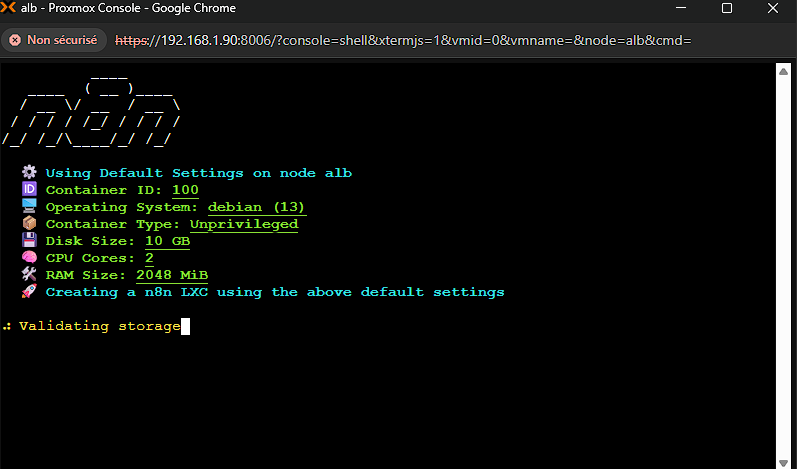 alb - Proxmox Console - Google Chrome
Non sécurisé https://192.168.1.90:8006/?console=shell&xtermjs=1&vmid=0&vmname=&node=alb&cmd=
n8n
Using Default Settings on node alb
ID Container ID: 100
Operating System: debian (13)
Container Type: Unprivileged
Disk Size: 10 GB
CPU Cores: 2
RAM Size: 2048 MiB
Creating a n8n LXC using the above default settings
Validating storage